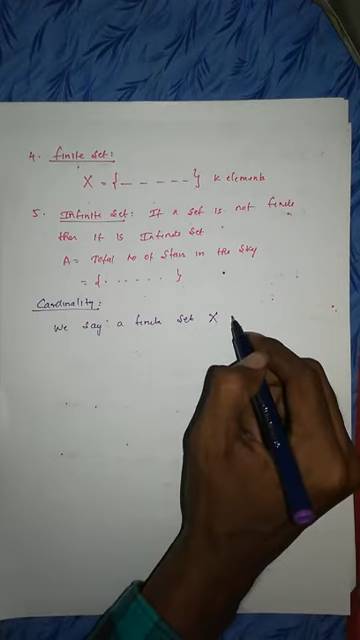 4. finite set:
X = {_ _ _ _ _ _} k elements
5. Infinite set: If a set is not finite
then it is Infinite set
A = Total no of stars in the sky
= {. . . . . . }
Cardinality:
We say a finite set X